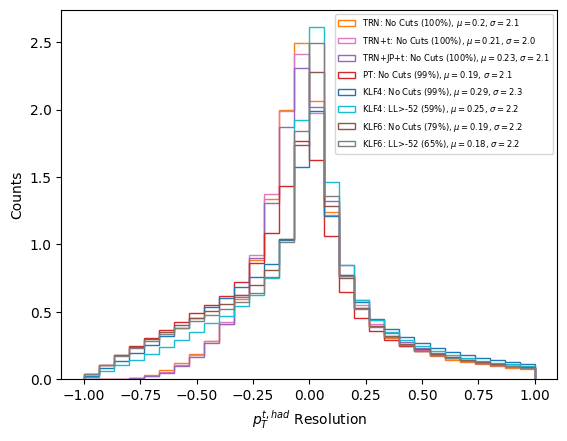 TRN: No Cuts (100%), μ = 0.2, σ = 2.1
TRN+t: No Cuts (100%), μ = 0.21, σ = 2.0
TRN+JP+t: No Cuts (100%), μ = 0.23, σ = 2.1
PT: No Cuts (99%), μ = 0.19, σ = 2.1
KLF4: No Cuts (99%), μ = 0.29, σ = 2.3
KLF4: LL>-52 (59%), μ = 0.25, σ = 2.2
KLF6: No Cuts (79%), μ = 0.19, σ = 2.2
KLF6: LL>-52 (65%), μ = 0.18, σ = 2.2
2.5
2.0
1.5
1.0
0.5
0.0
Counts
−1.00 −0.75 −0.50 −0.25 0.00 0.25 0.50 0.75 1.00
p_T^{t, had} Resolution